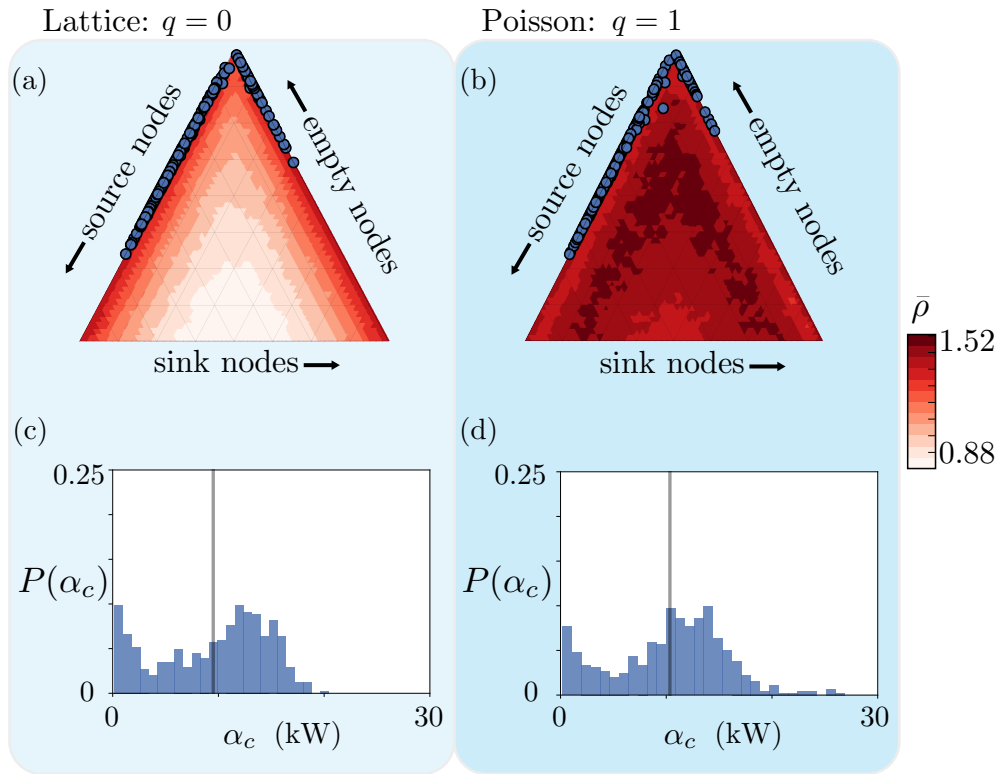 Lattice: q = 0
Poisson: q = 1
(a)
source nodes
empty nodes
sink nodes
(b)
source nodes
empty nodes
sink nodes
ρ̄
1.52
0.88
(c)
0.25
P(α_c)
0
0
30
α_c (kW)
(d)
0.25
P(α_c)
0
0
30
α_c (kW)